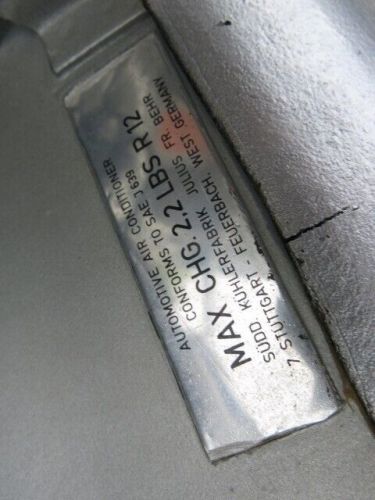 AUTOMOTIVE AIR CONDITIONER
CONFORMS TO SAE J 639
MAX CHG. 2,2 LBS R 12
SÜDD. KÜHLERFABRIK JULIUS FR. BEHR
7 STUTTGART - FEUERBACH, WEST GERMANY